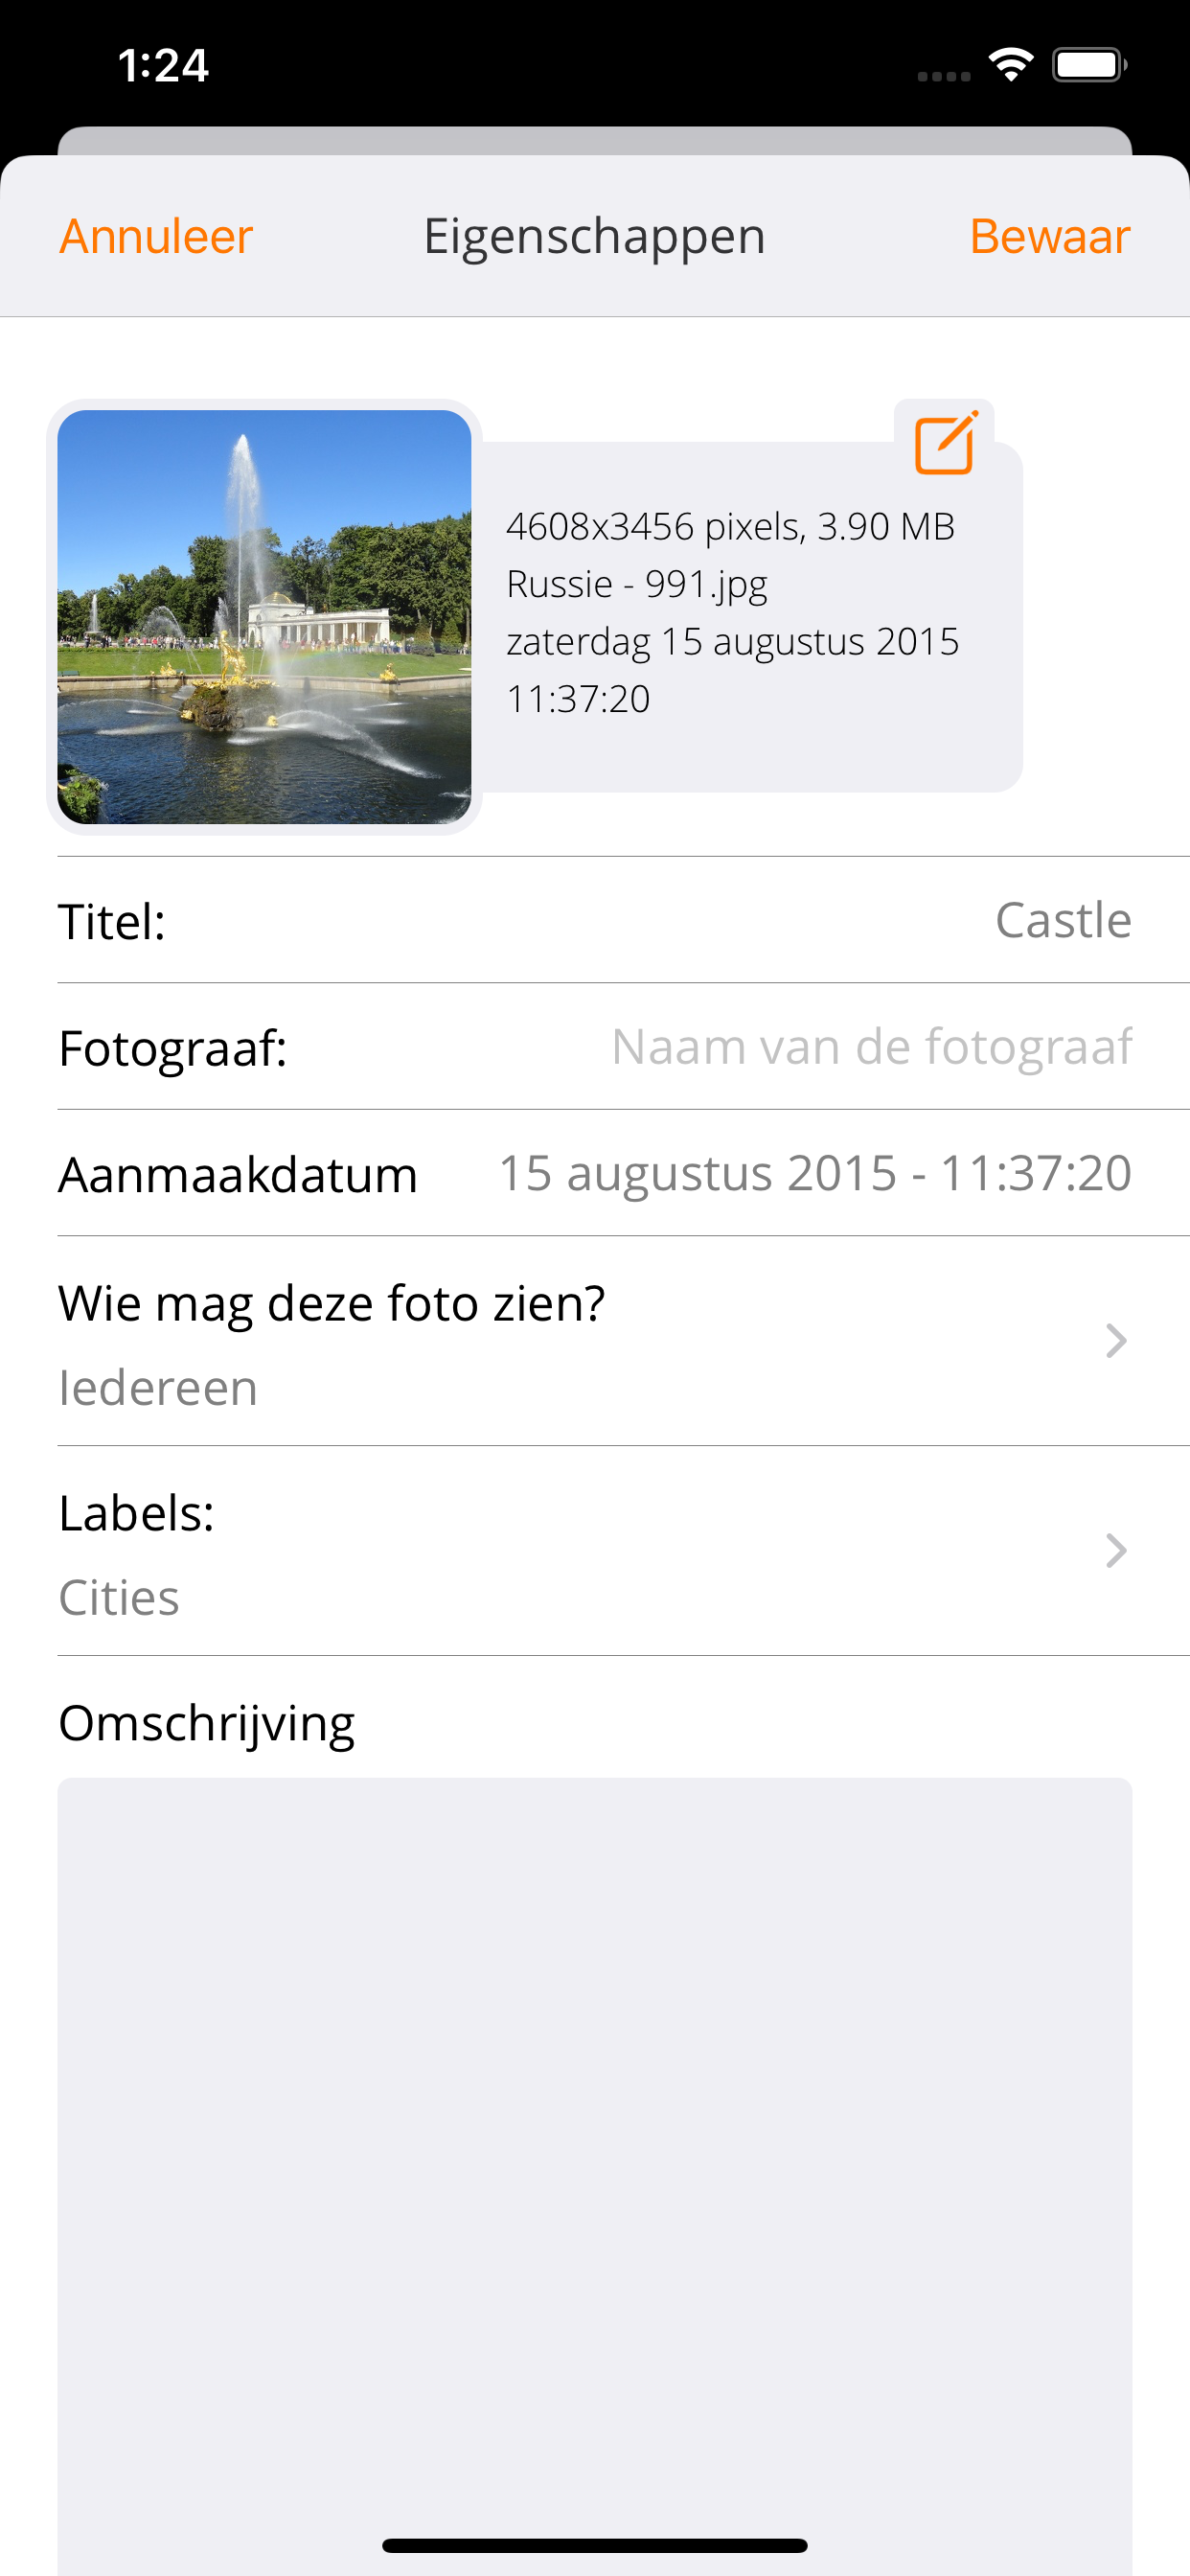 1:24
Annuleer
Eigenschappen
Bewaar
4608x3456 pixels, 3.90 MB
Russie - 991.jpg
zaterdag 15 augustus 2015
11:37:20
Titel:
Castle
Fotograaf:
Naam van de fotograaf
Aanmaakdatum
15 augustus 2015 - 11:37:20
Wie mag deze foto zien?
Iedereen
Labels:
Cities
Omschrijving